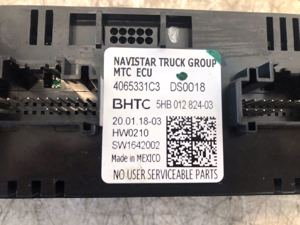 NAVISTAR TRUCK GROUP
MTC ECU
4065331C3 DS0018
BHTC 5HB 012 824-03
20.01.18-03
HW0210
SW1642002
Made in MEXICO
NO USER SERVICEABLE PARTS